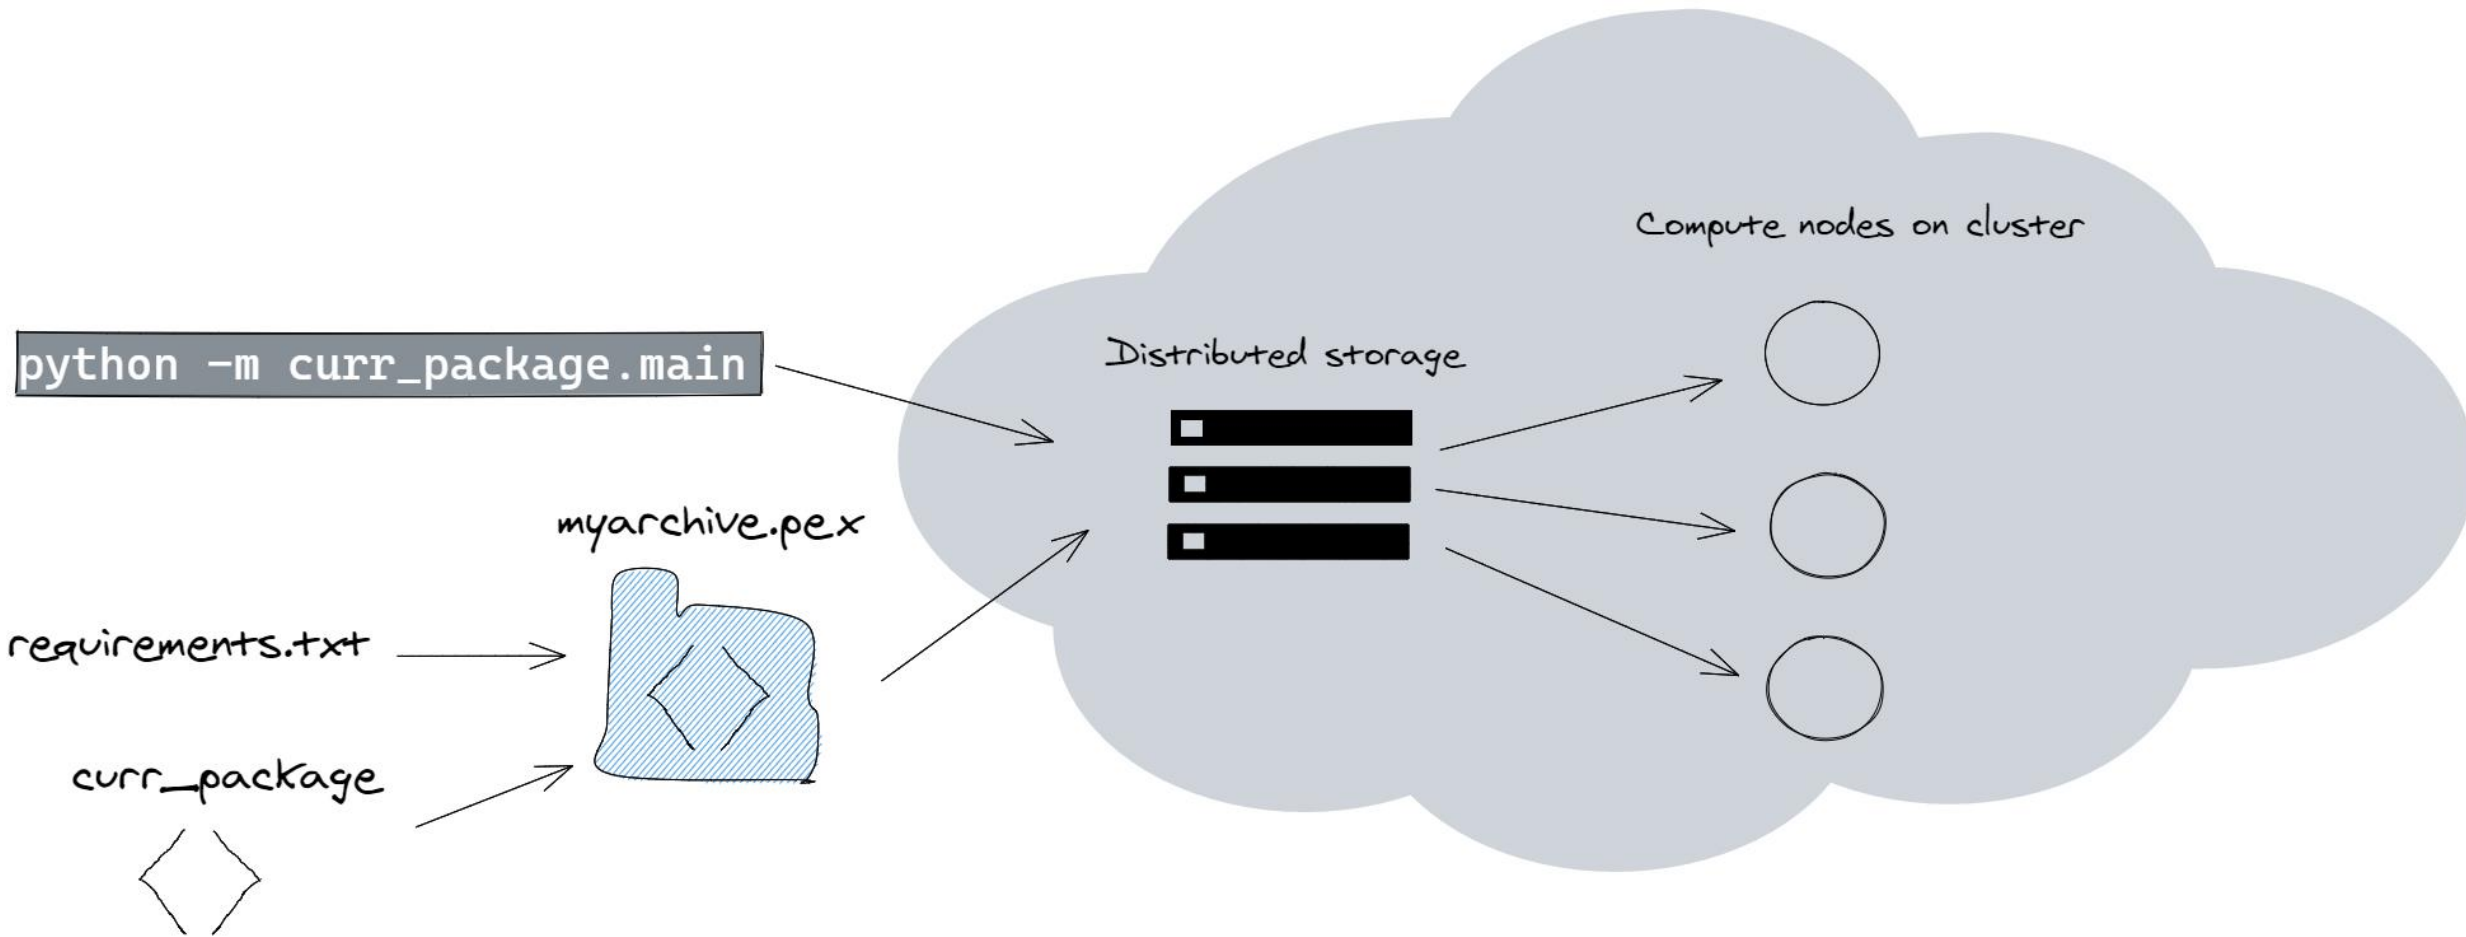 Compute nodes on cluster
python -m curr_package.main
Distributed storage
myarchive.pex
requirements.txt
curr_package